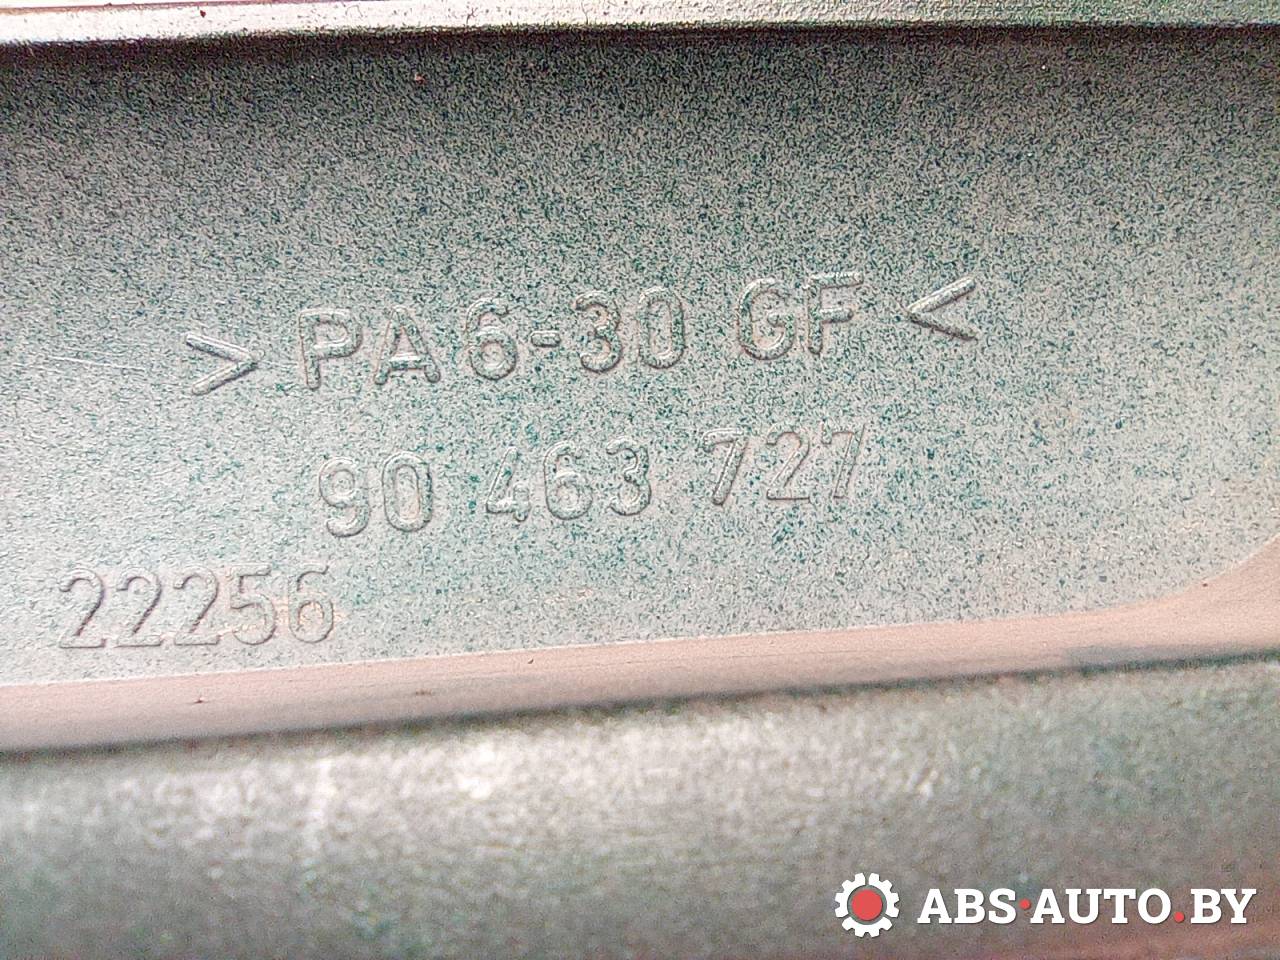 > PA6-30 GF <
90 463 727
22256
ABS·AUTO.BY